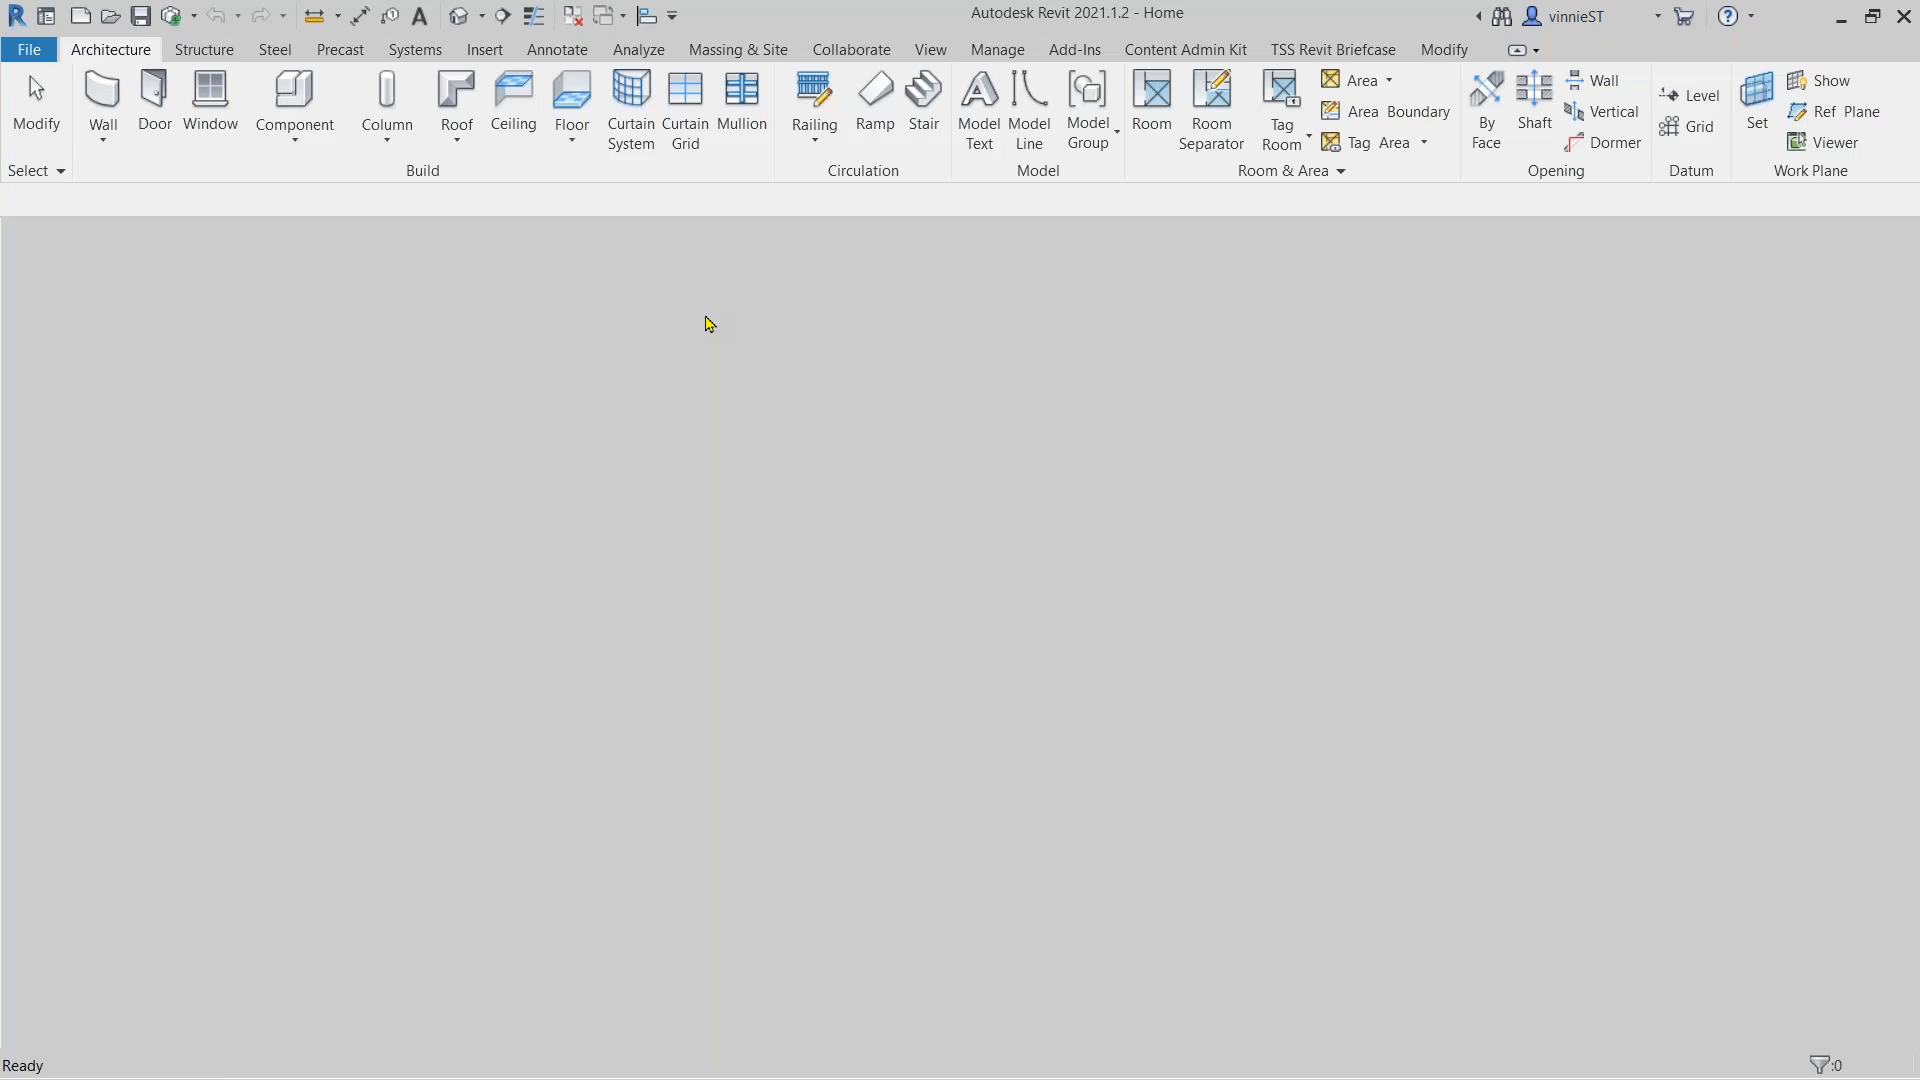 Autodesk Revit 2021.1.2 - Home
vinnieST
File Architecture Structure Steel Precast Systems Insert Annotate Analyze Massing & Site Collaborate View Manage Add-Ins Content Admin Kit TSS Revit Briefcase Modify
Modify
Wall
Door
Window
Component
Column
Roof
Ceiling
Floor
Curtain
System
Curtain
Grid
Mullion
Railing
Ramp
Stair
Model
Text
Model
Line
Model
Group
Room
Room
Separator
Tag
Room
Area
Area Boundary
Tag Area
By
Face
Shaft
Wall
Vertical
Dormer
Level
Grid
Set
Show
Ref Plane
Viewer
Select Build Circulation Model Room & Area Opening Datum Work Plane
Ready
:0